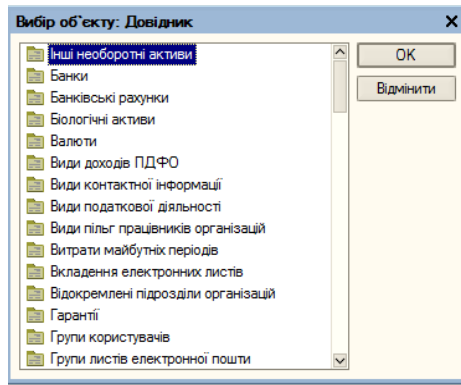 Вибір об`єкту: Довідник
Інші необоротні активи
Банки
Банківські рахунки
Біологічні активи
Валюти
Види доходів ПДФО
Види контактної інформації
Види податкової діяльності
Види пільг працівників організацій
Витрати майбутніх періодів
Вкладення електронних листів
Відокремлені підрозділи організацій
Гарантії
Групи користувачів
Групи листів електронної пошти
OK
Відмінити